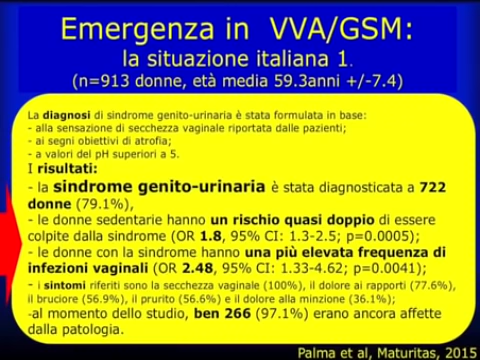 Emergenza in VVA/GSM:
la situazione italiana 1.
(n=913 donne, età media 59.3anni +/-7.4)
La diagnosi di sindrome genito-urinaria è stata formulata in base:
- alla sensazione di secchezza vaginale riportata dalle pazienti;
- ai segni obiettivi di atrofia;
- a valori del pH superiori a 5.
I risultati:
- la sindrome genito-urinaria è stata diagnosticata a 722
donne (79.1%),
- le donne sedentarie hanno un rischio quasi doppio di essere
colpite dalla sindrome (OR 1.8, 95% CI: 1.3-2.5; p=0.0005);
- le donne con la sindrome hanno una più elevata frequenza di
infezioni vaginali (OR 2.48, 95% CI: 1.33-4.62; p=0.0041);
- i sintomi riferiti sono la secchezza vaginale (100%), il dolore ai rapporti (77.6%),
il bruciore (56.9%), il prurito (56.6%) e il dolore alla minzione (36.1%);
-al momento dello studio, ben 266 (97.1%) erano ancora affette
dalla patologia.
Palma et al, Maturitas, 2015